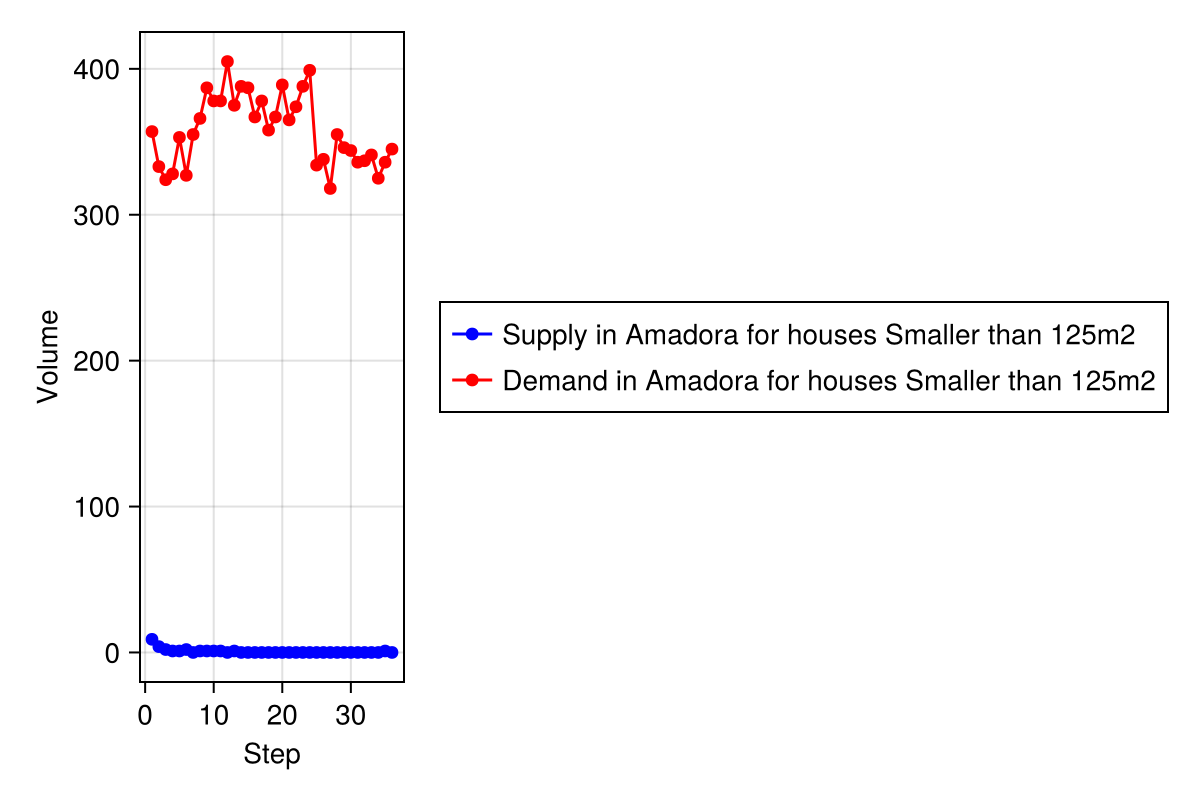 400
300
200
100
0
Volume
0 10 20 30
Step
Supply in Amadora for houses Smaller than 125m2
Demand in Amadora for houses Smaller than 125m2